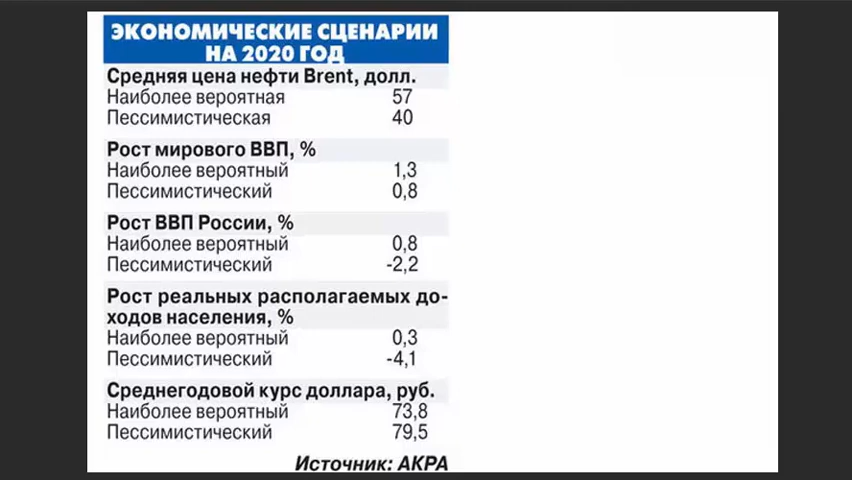 ЭКОНОМИЧЕСКИЕ СЦЕНАРИИ
НА 2020 ГОД
Средняя цена нефти Brent, долл.
Наиболее вероятная 57
Пессимистическая 40
Рост мирового ВВП, %
Наиболее вероятный 1,3
Пессимистический 0,8
Рост ВВП России, %
Наиболее вероятный 0,8
Пессимистический -2,2
Рост реальных располагаемых до-
ходов населения, %
Наиболее вероятный 0,3
Пессимистический -4,1
Среднегодовой курс доллара, руб.
Наиболее вероятный 73,8
Пессимистический 79,5
Источник: АКРА